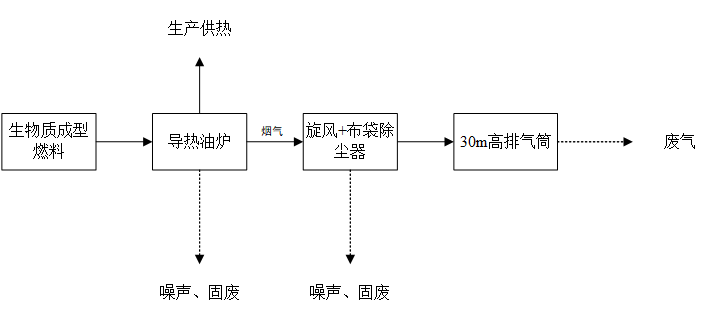 生产供热
生物质成型
燃料
导热油炉
烟气
旋风+布袋除
尘器
30m高排气筒
废气
噪声、固废
噪声、固废